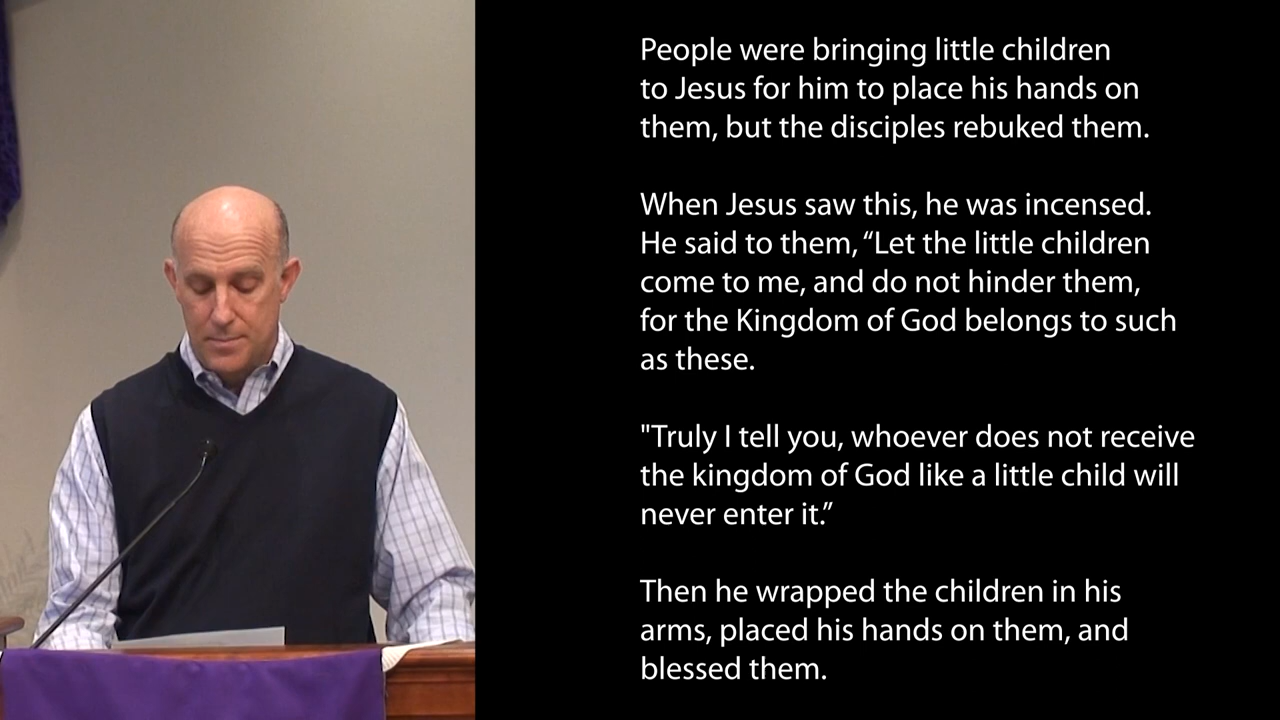 People were bringing little children
to Jesus for him to place his hands on
them, but the disciples rebuked them.
When Jesus saw this, he was incensed.
He said to them, “Let the little children
come to me, and do not hinder them,
for the Kingdom of God belongs to such
as these.
"Truly I tell you, whoever does not receive
the kingdom of God like a little child will
never enter it.”
Then he wrapped the children in his
arms, placed his hands on them, and
blessed them.